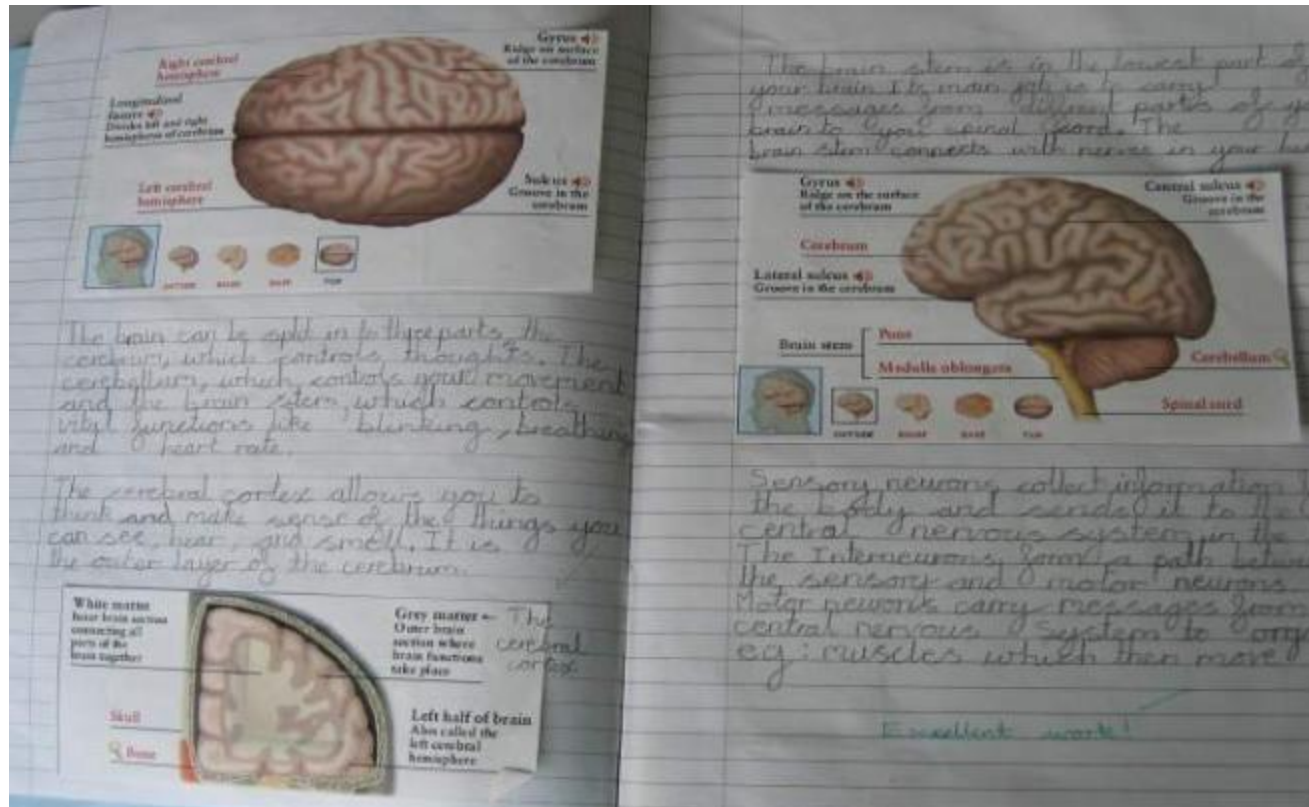 Right cerebral
hemisphere
Gyrus
Ridge on surface
of the cerebrum
Longitudinal
fissure
Divides left and right
hemispheres of cerebrum
Left cerebral
hemisphere
Sulcus
Groove in the
cerebrum
OUTSIDE INSIDE BASE TOP
The brain can be split in to three parts, the
cerebrum, which controls thoughts. The
cerebellum, which controls your movement
and the brain stem, which controls
vital functions like blinking, breathing
and heart rate.
The cerebral cortex allows you to
think and make sense of the things you
can see, hear, and smell. It is
the outer layer of the cerebrum.
White matter
Inner brain section
connecting all
parts of the
brain together
Grey matter ← The
cerebral
cortex
Outer brain
section where
brain functions
take place
Skull
Bone
Left half of brain
Also called the
left cerebral
hemisphere
The brain stem is in the lowest part of
your brain its main job is to carry
messages from different parts of
brain to your spinal cord. The
brain stem connects with nerves in your
Gyrus
Ridge on the surface
of the cerebrum
Central sulcus
Groove in the
cerebrum
Cerebrum
Lateral sulcus
Groove in the cerebrum
Brain stem
Pons
Medulla oblongata
Cerebellum
Spinal cord
OUTSIDE INSIDE BASE TOP
Sensory neurons collect information
the body and sends it to the
central nervous system in the
The Interneurons form a path
the sensory and motor neurons
Motor neurons carry messages from
central nervous System to
eg: muscles which then move
Excellent work!